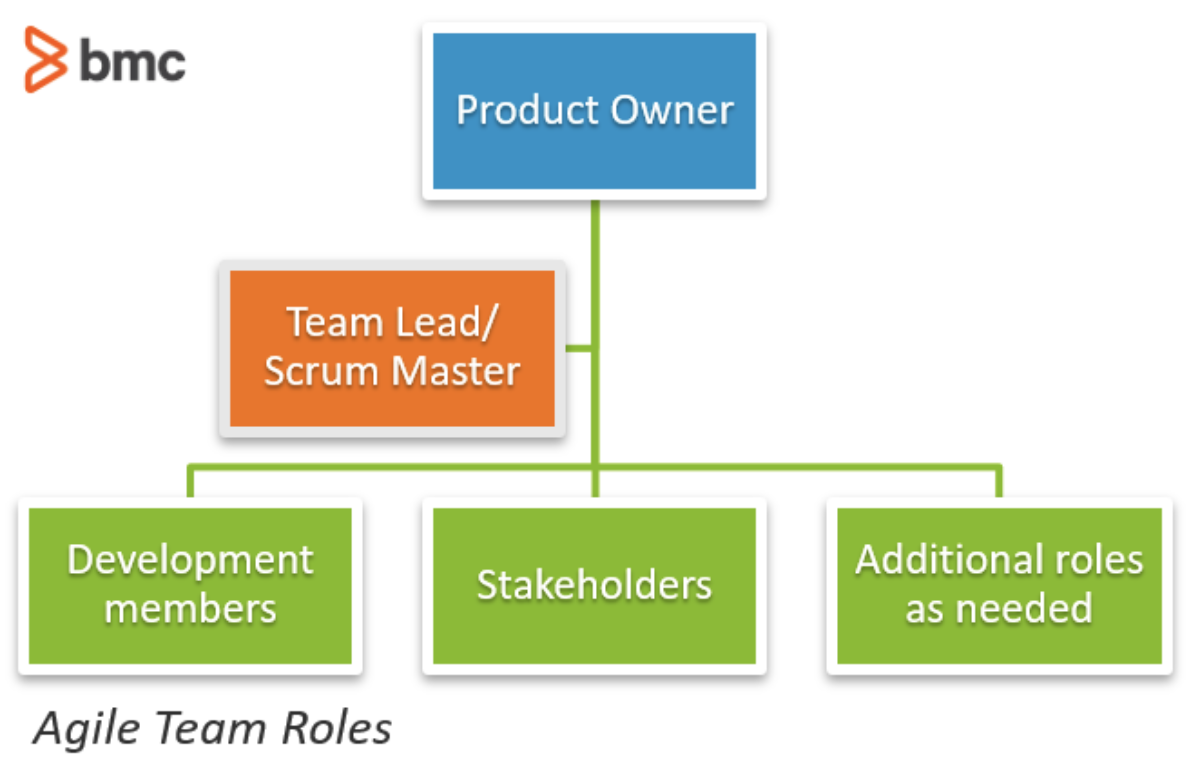 bmc
Product Owner
Team Lead/
Scrum Master
Development
members
Stakeholders
Additional roles
as needed
Agile Team Roles